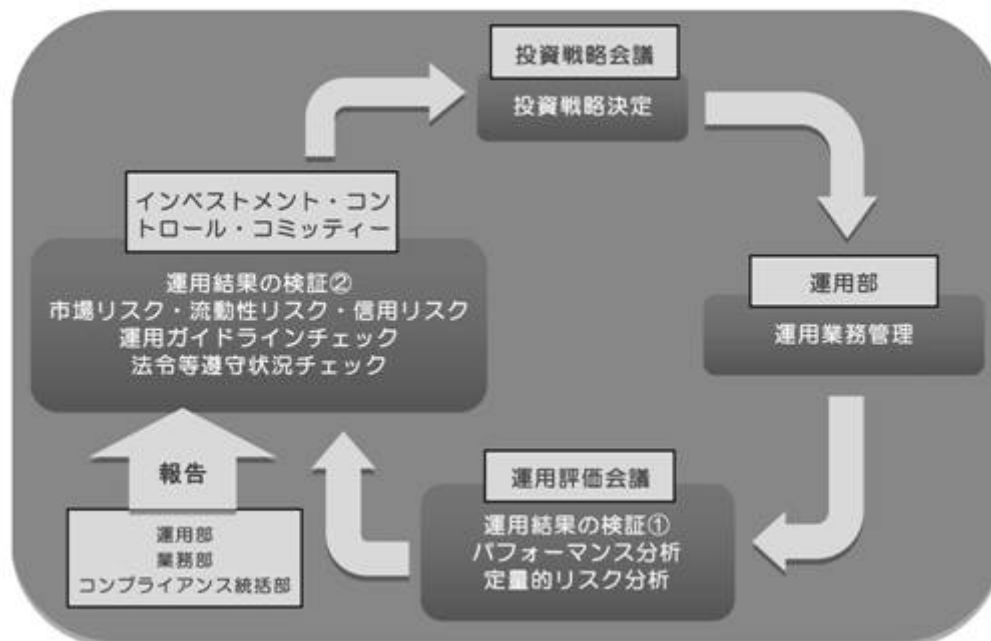 投資戦略会議
投資戦略決定
インベストメント・コン
トロール・コミッティー
運用結果の検証②
市場リスク・流動性リスク・信用リスク
運用ガイドラインチェック
法令等遵守状況チェック
運用部
運用業務管理
報告
運用部
業務部
コンプライアンス統括部
運用評価会議
運用結果の検証①
パフォーマンス分析
定量的リスク分析